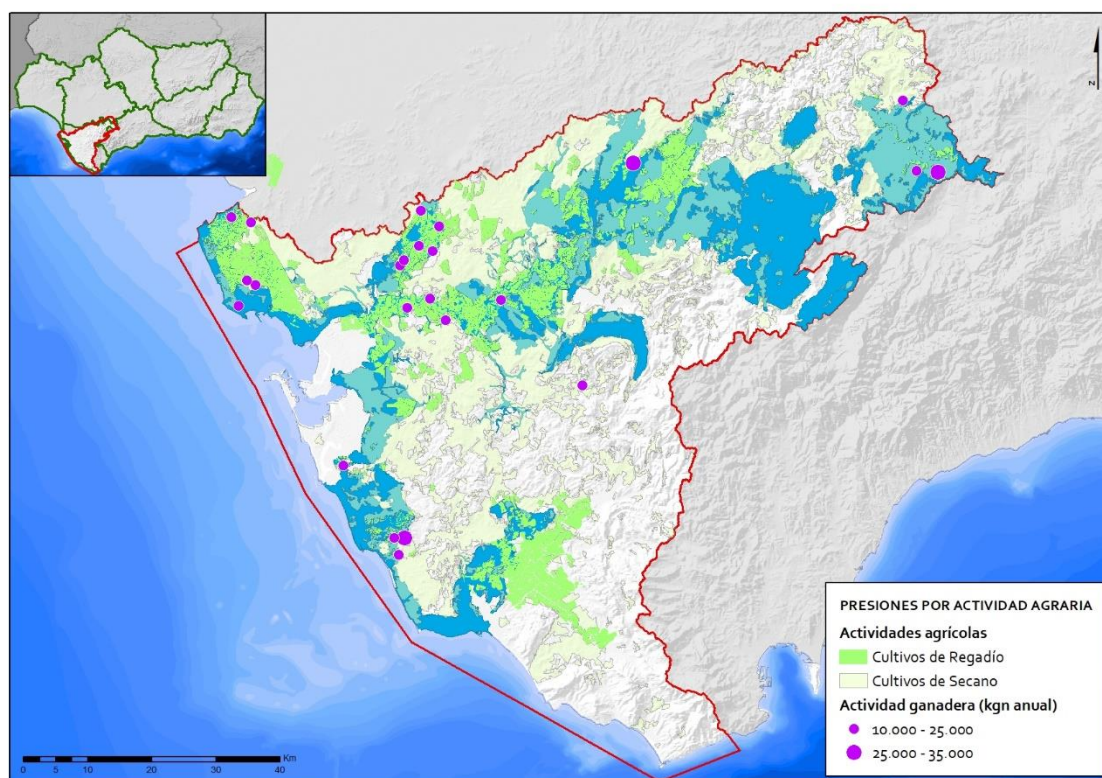 N
PRESIONES POR ACTIVIDAD AGRARIA
Actividades agrícolas
Cultivos de Regadío
Cultivos de Secano
Actividad ganadera (kgn anual)
10.000 - 25.000
25.000 - 35.000
Km
0 5 10 20 30 40